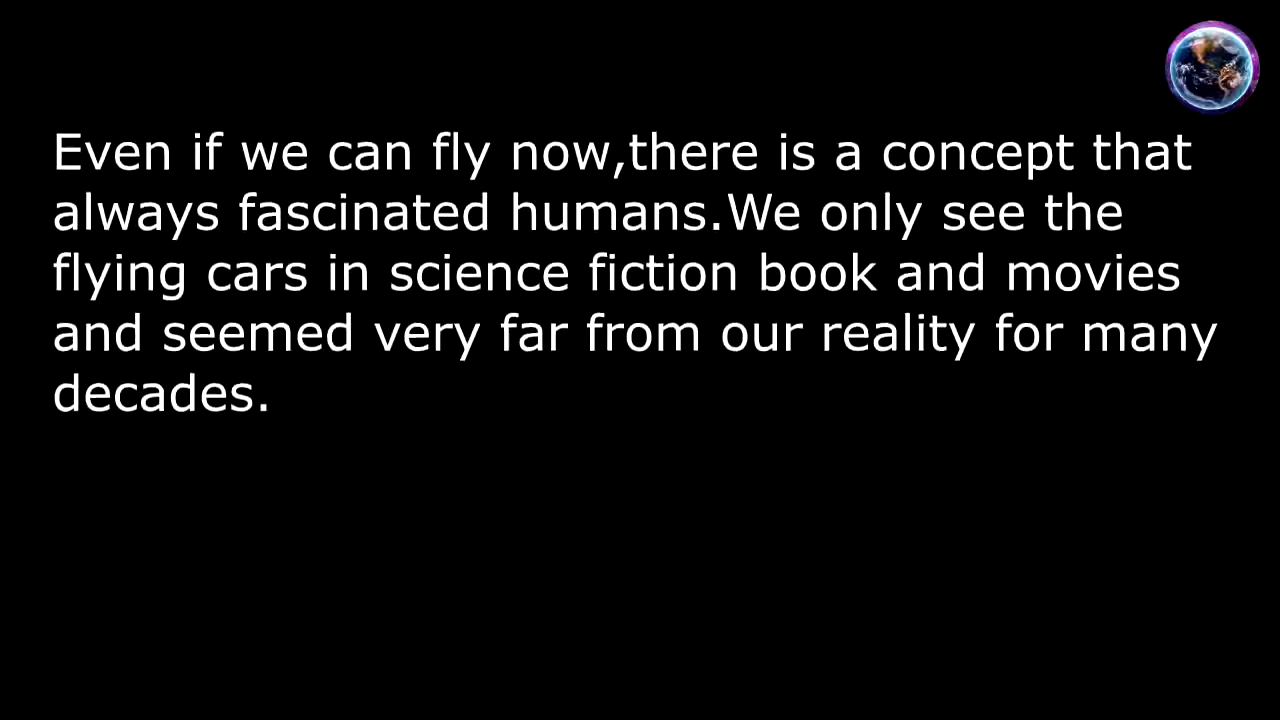 Even if we can fly now,there is a concept that
always fascinated humans.We only see the
flying cars in science fiction book and movies
and seemed very far from our reality for many
decades.